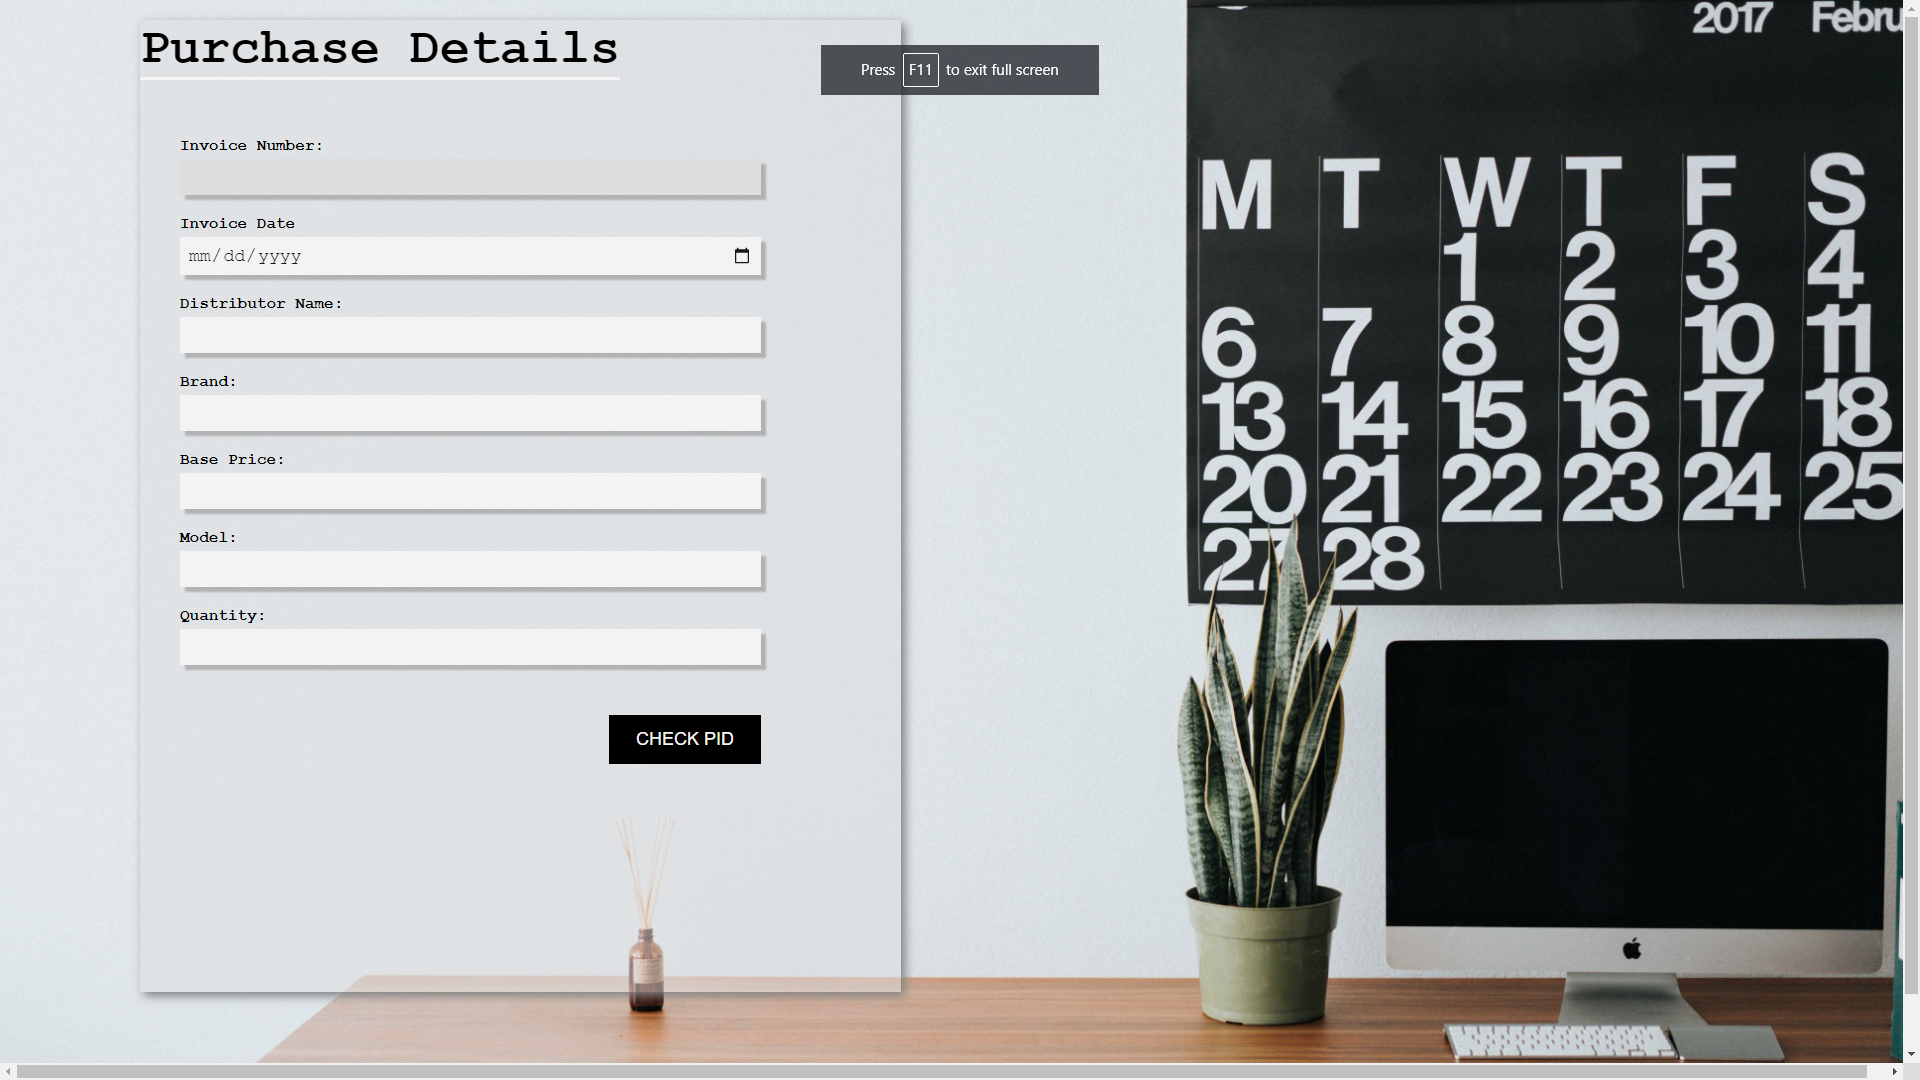 Purchase Details
Press F11 to exit full screen
Invoice Number:
Invoice Date
mm/dd/yyyy
Distributor Name:
Brand:
Base Price:
Model:
Quantity:
CHECK PID
2017 Febru
M T W T F S
1 2 3 4
6 7 8 9 10 11
13 14 15 16 17 18
20 21 22 23 24 25
27 28